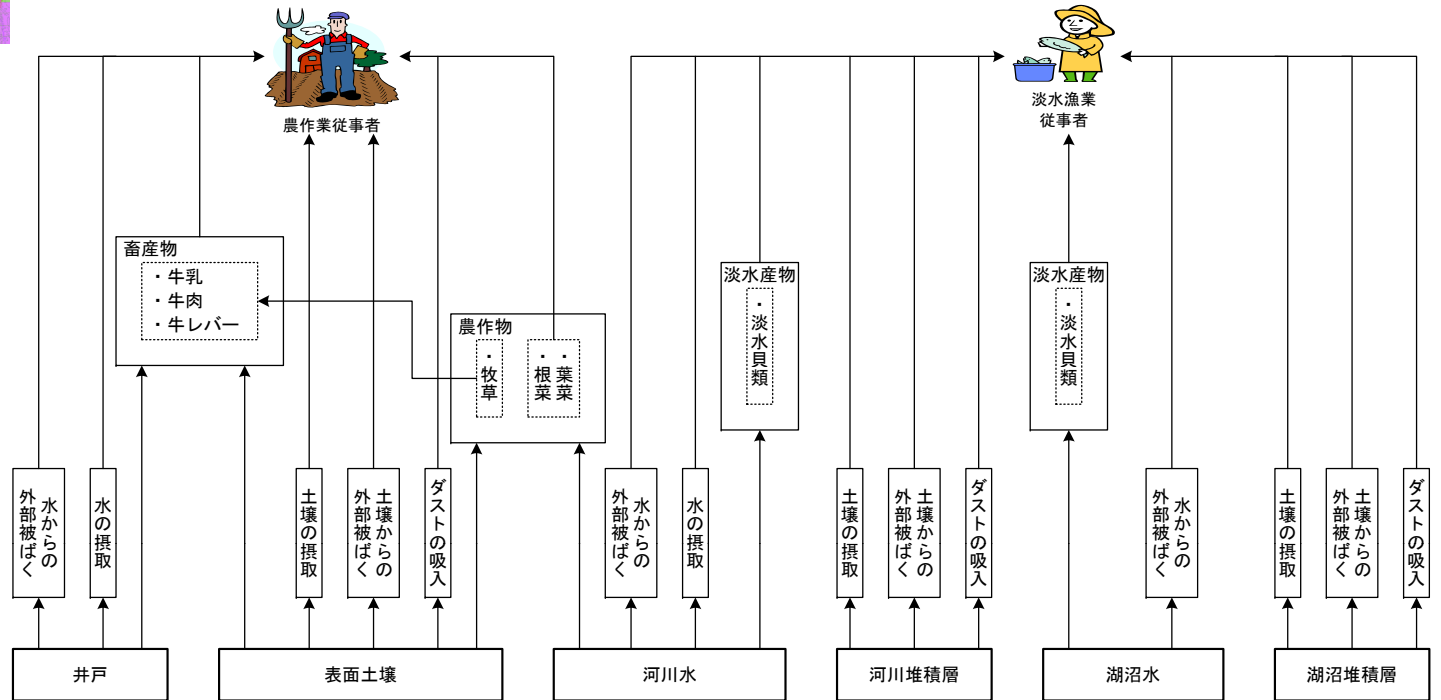 農作業従事者
淡水漁業
従事者
畜産物
・牛乳
・牛肉
・牛レバー
農作物
・牧草
・葉菜
・根菜
淡水産物
・淡水貝類
淡水産物
・淡水貝類
水からの
外部被ばく
水の摂取
土壌の摂取
土壌からの
外部被ばく
ダストの吸入
水からの
外部被ばく
水の摂取
土壌の摂取
土壌からの
外部被ばく
ダストの吸入
水からの
外部被ばく
土壌の摂取
土壌からの
外部被ばく
ダストの吸入
井戸
表面土壌
河川水
河川堆積層
湖沼水
湖沼堆積層